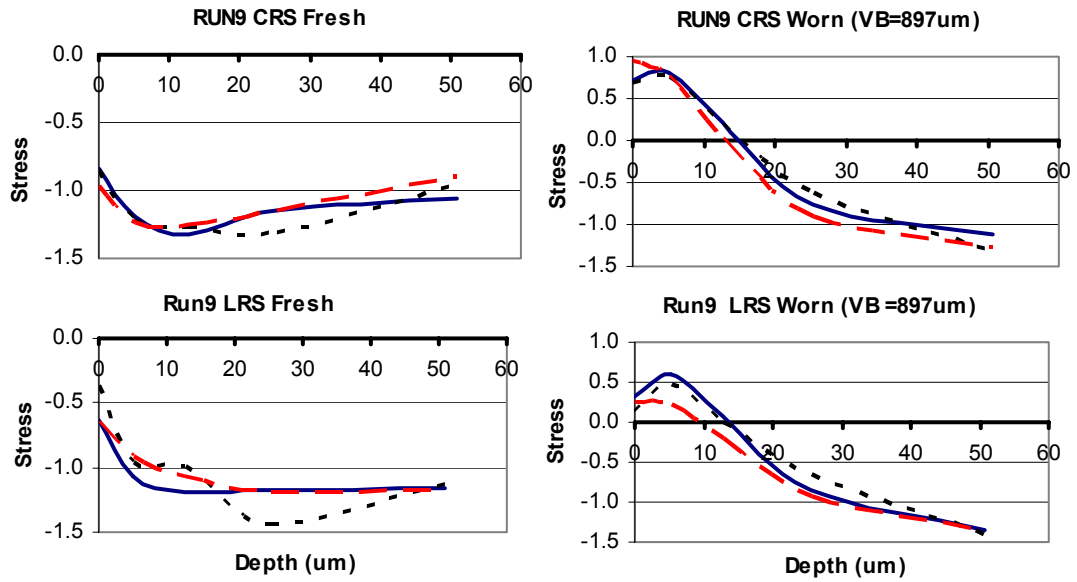 RUN9 CRS Fresh
0.0
0 10 20 30 40 50 60
-0.5
-1.0
-1.5
Stress
RUN9 CRS Worn (VB=897um)
1.0
0.5
0.0
0 10 20 30 40 50 60
-0.5
-1.0
-1.5
Stress
Run9 LRS Fresh
0.0
0 10 20 30 40 50 60
-0.5
-1.0
-1.5
Stress
Depth (um)
Run9 LRS Worn (VB =897um)
1.0
0.5
0.0
0 10 20 30 40 50 60
-0.5
-1.0
-1.5
Stress
Depth (um)